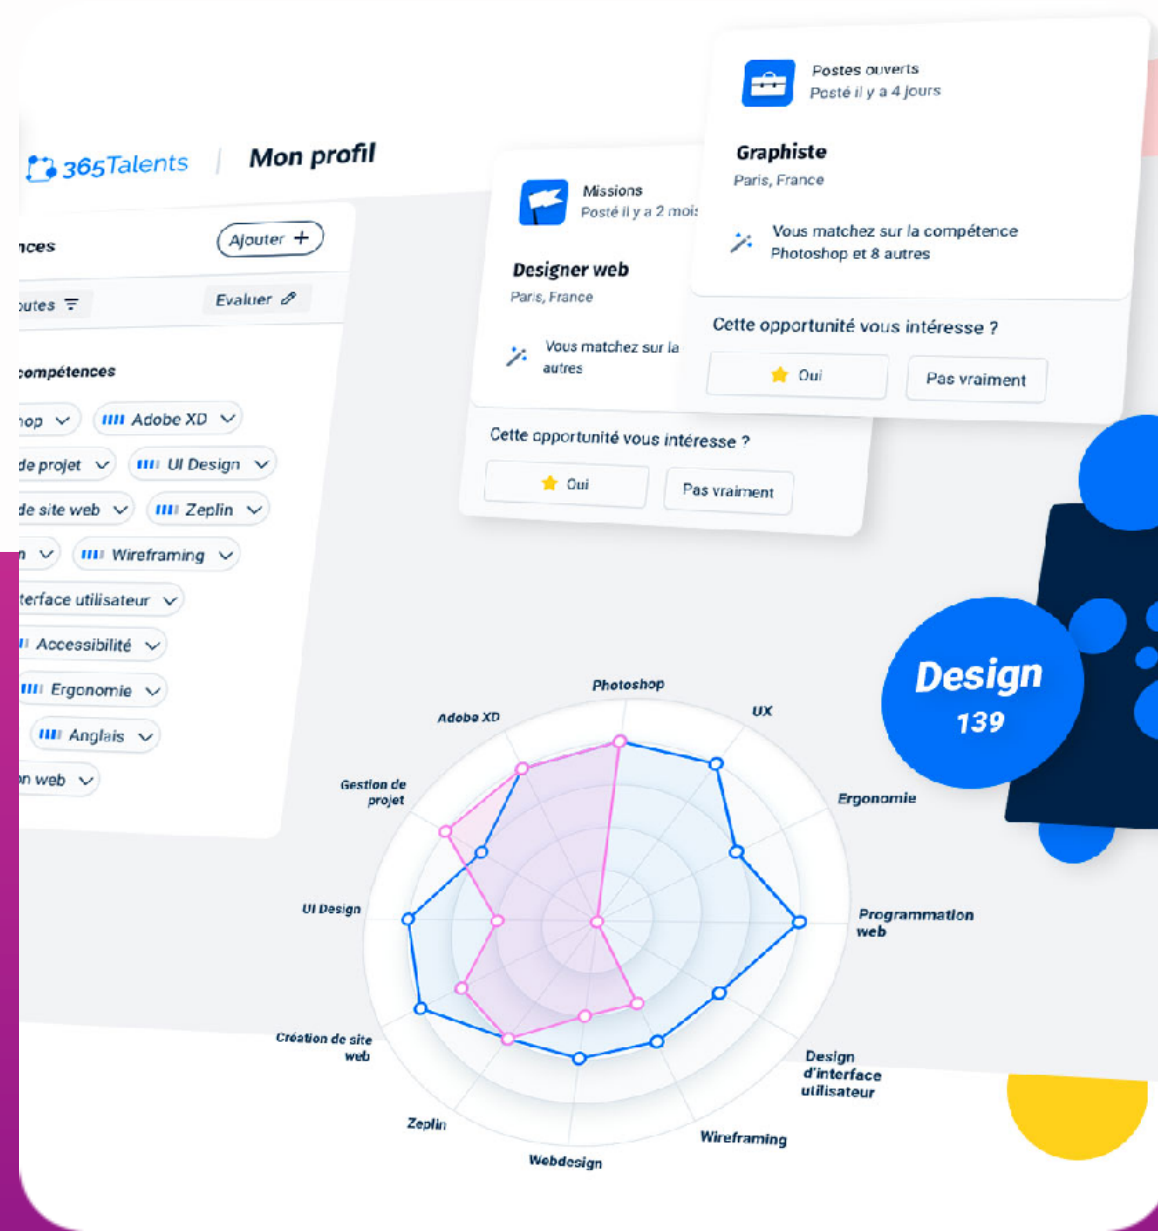 365Talents
Mon profil
Ajouter
Evaluer
compétences
Adobe XD
de projet
UI Design
de site web
Zeplin
Wireframing
terface utilisateur
Accessibilité
Ergonomie
Anglais
on web
Missions
Posté il y a 2 mois
Designer web
Paris, France
Vous matchez sur la
autres
Cette opportunité vous intéresse ?
Oui
Pas vraiment
Postes ouverts
Posté il y a 4 jours
Graphiste
Paris, France
Vous matchez sur la compétence
Photoshop et 8 autres
Cette opportunité vous intéresse ?
Oui
Pas vraiment
Design
139
Photoshop
UX
Adobe XD
Gestion de
projet
Ergonomie
UI Design
Programmation
web
Création de site
web
Design
d'interface
utilisateur
Zeplin
Wireframing
Webdesign